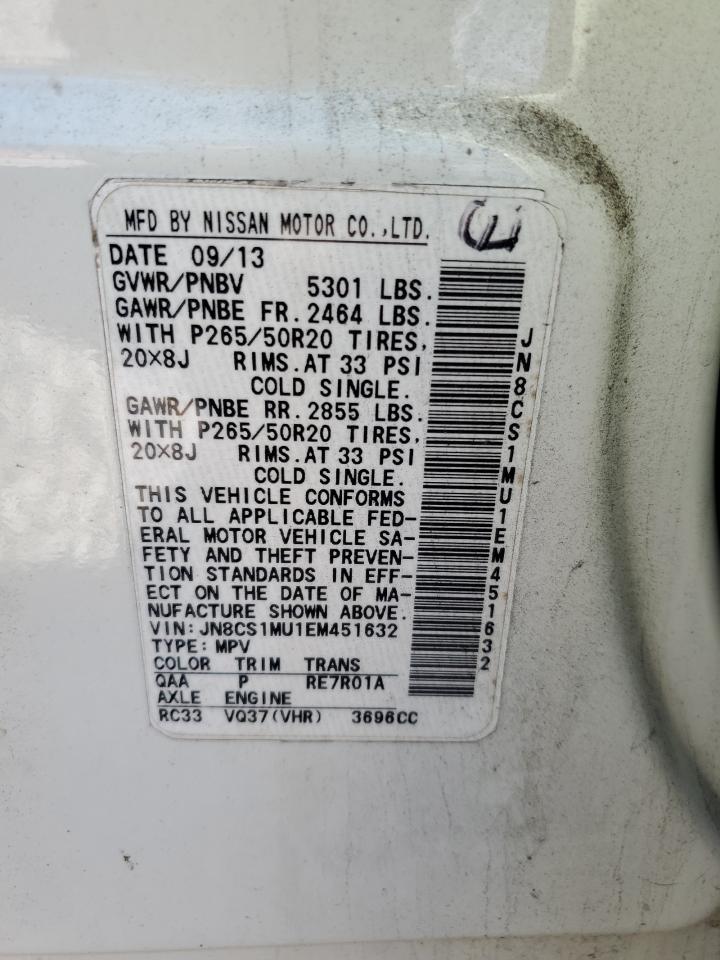 MFD BY NISSAN MOTOR CO.,LTD.
DATE 09/13
GVWR/PNBV 5301 LBS.
GAWR/PNBE FR. 2464 LBS.
WITH P265/50R20 TIRES,
20×8J RIMS.AT 33 PSI
COLD SINGLE.
GAWR/PNBE RR. 2855 LBS.
WITH P265/50R20 TIRES,
20×8J RIMS.AT 33 PSI
COLD SINGLE.
THIS VEHICLE CONFORMS
TO ALL APPLICABLE FED-
ERAL MOTOR VEHICLE SA-
FETY AND THEFT PREVEN-
TION STANDARDS IN EFF-
ECT ON THE DATE OF MA-
NUFACTURE SHOWN ABOVE.
VIN: JN8CS1MU1EM451632
TYPE: MPV
COLOR TRIM TRANS
QAA P RE7R01A
AXLE ENGINE
RC33 VQ37(VHR) 3696CC
JN8CS1MU1EM451632